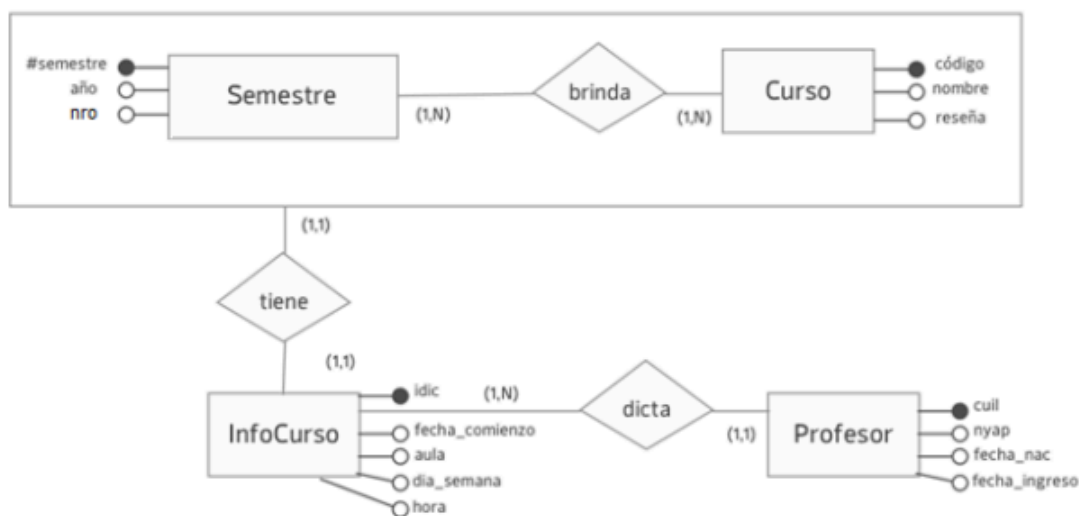 #semestre
año
nro
Semestre
(1,N)
brinda
(1,N)
Curso
código
nombre
reseña
(1,1)
tiene
(1,1)
InfoCurso
idic
fecha_comienzo
aula
dia_semana
hora
(1,N)
dicta
(1,1)
Profesor
cuil
nyap
fecha_nac
fecha_ingreso